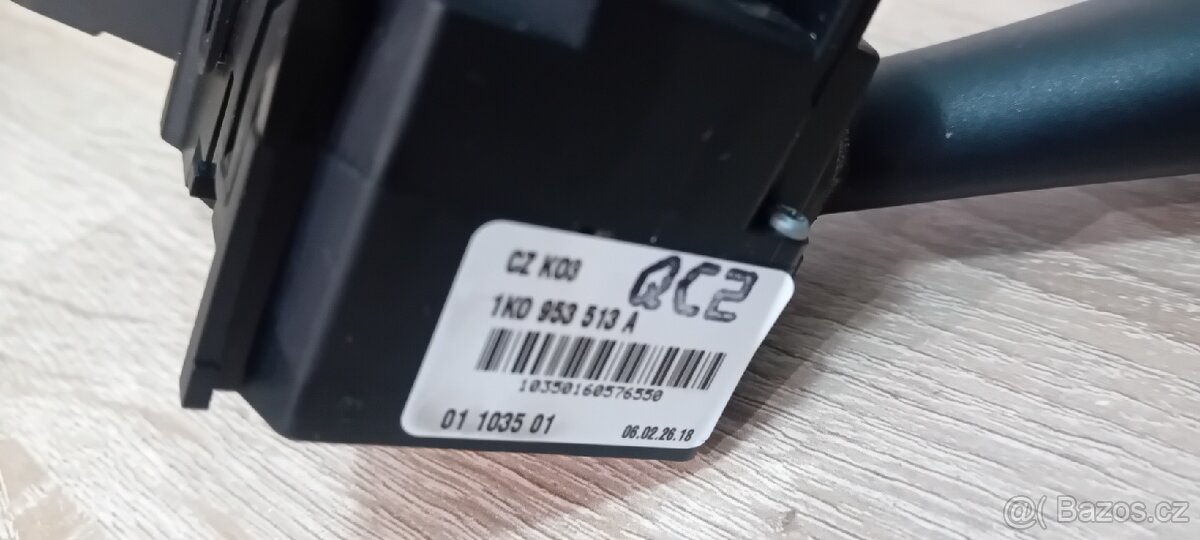 CZ K03
QC2
1K0 953 513 A
10350160576550
01 1035 01
06.02.26.18
@( Bazos.cz